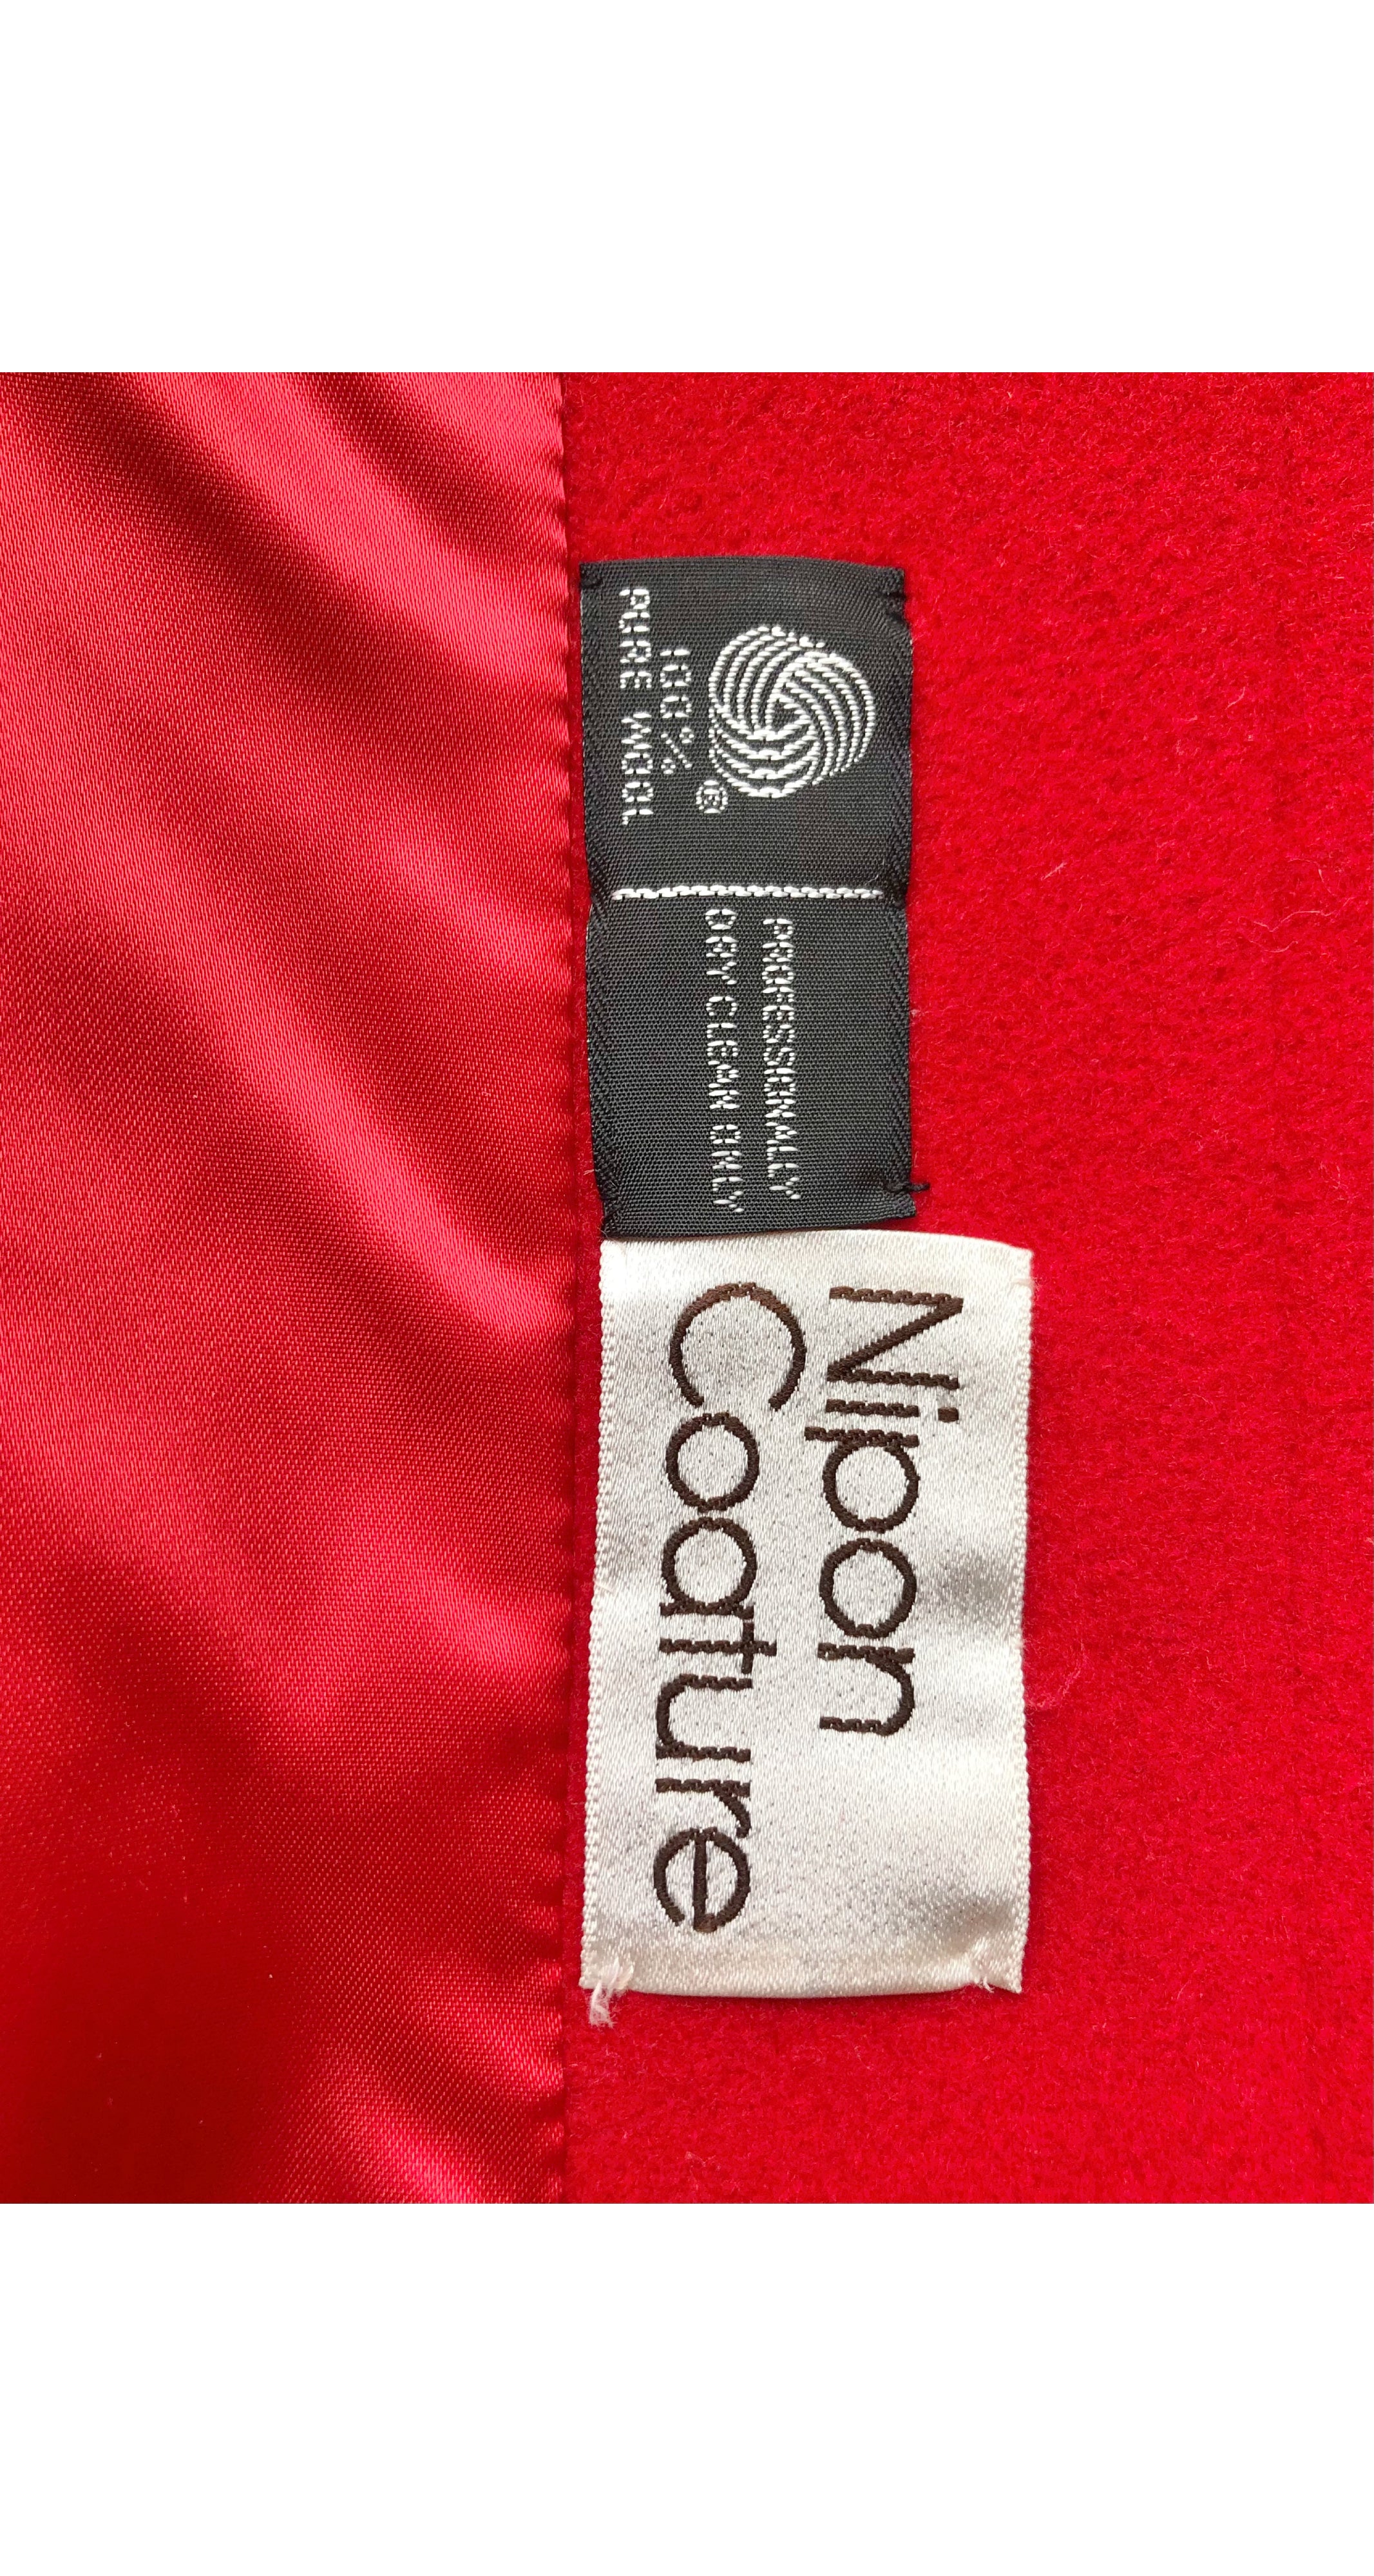 ®
100%
PURE WOOL
PROFESSIONALLY
DRY CLEAN ONLY
Nipon
Coature